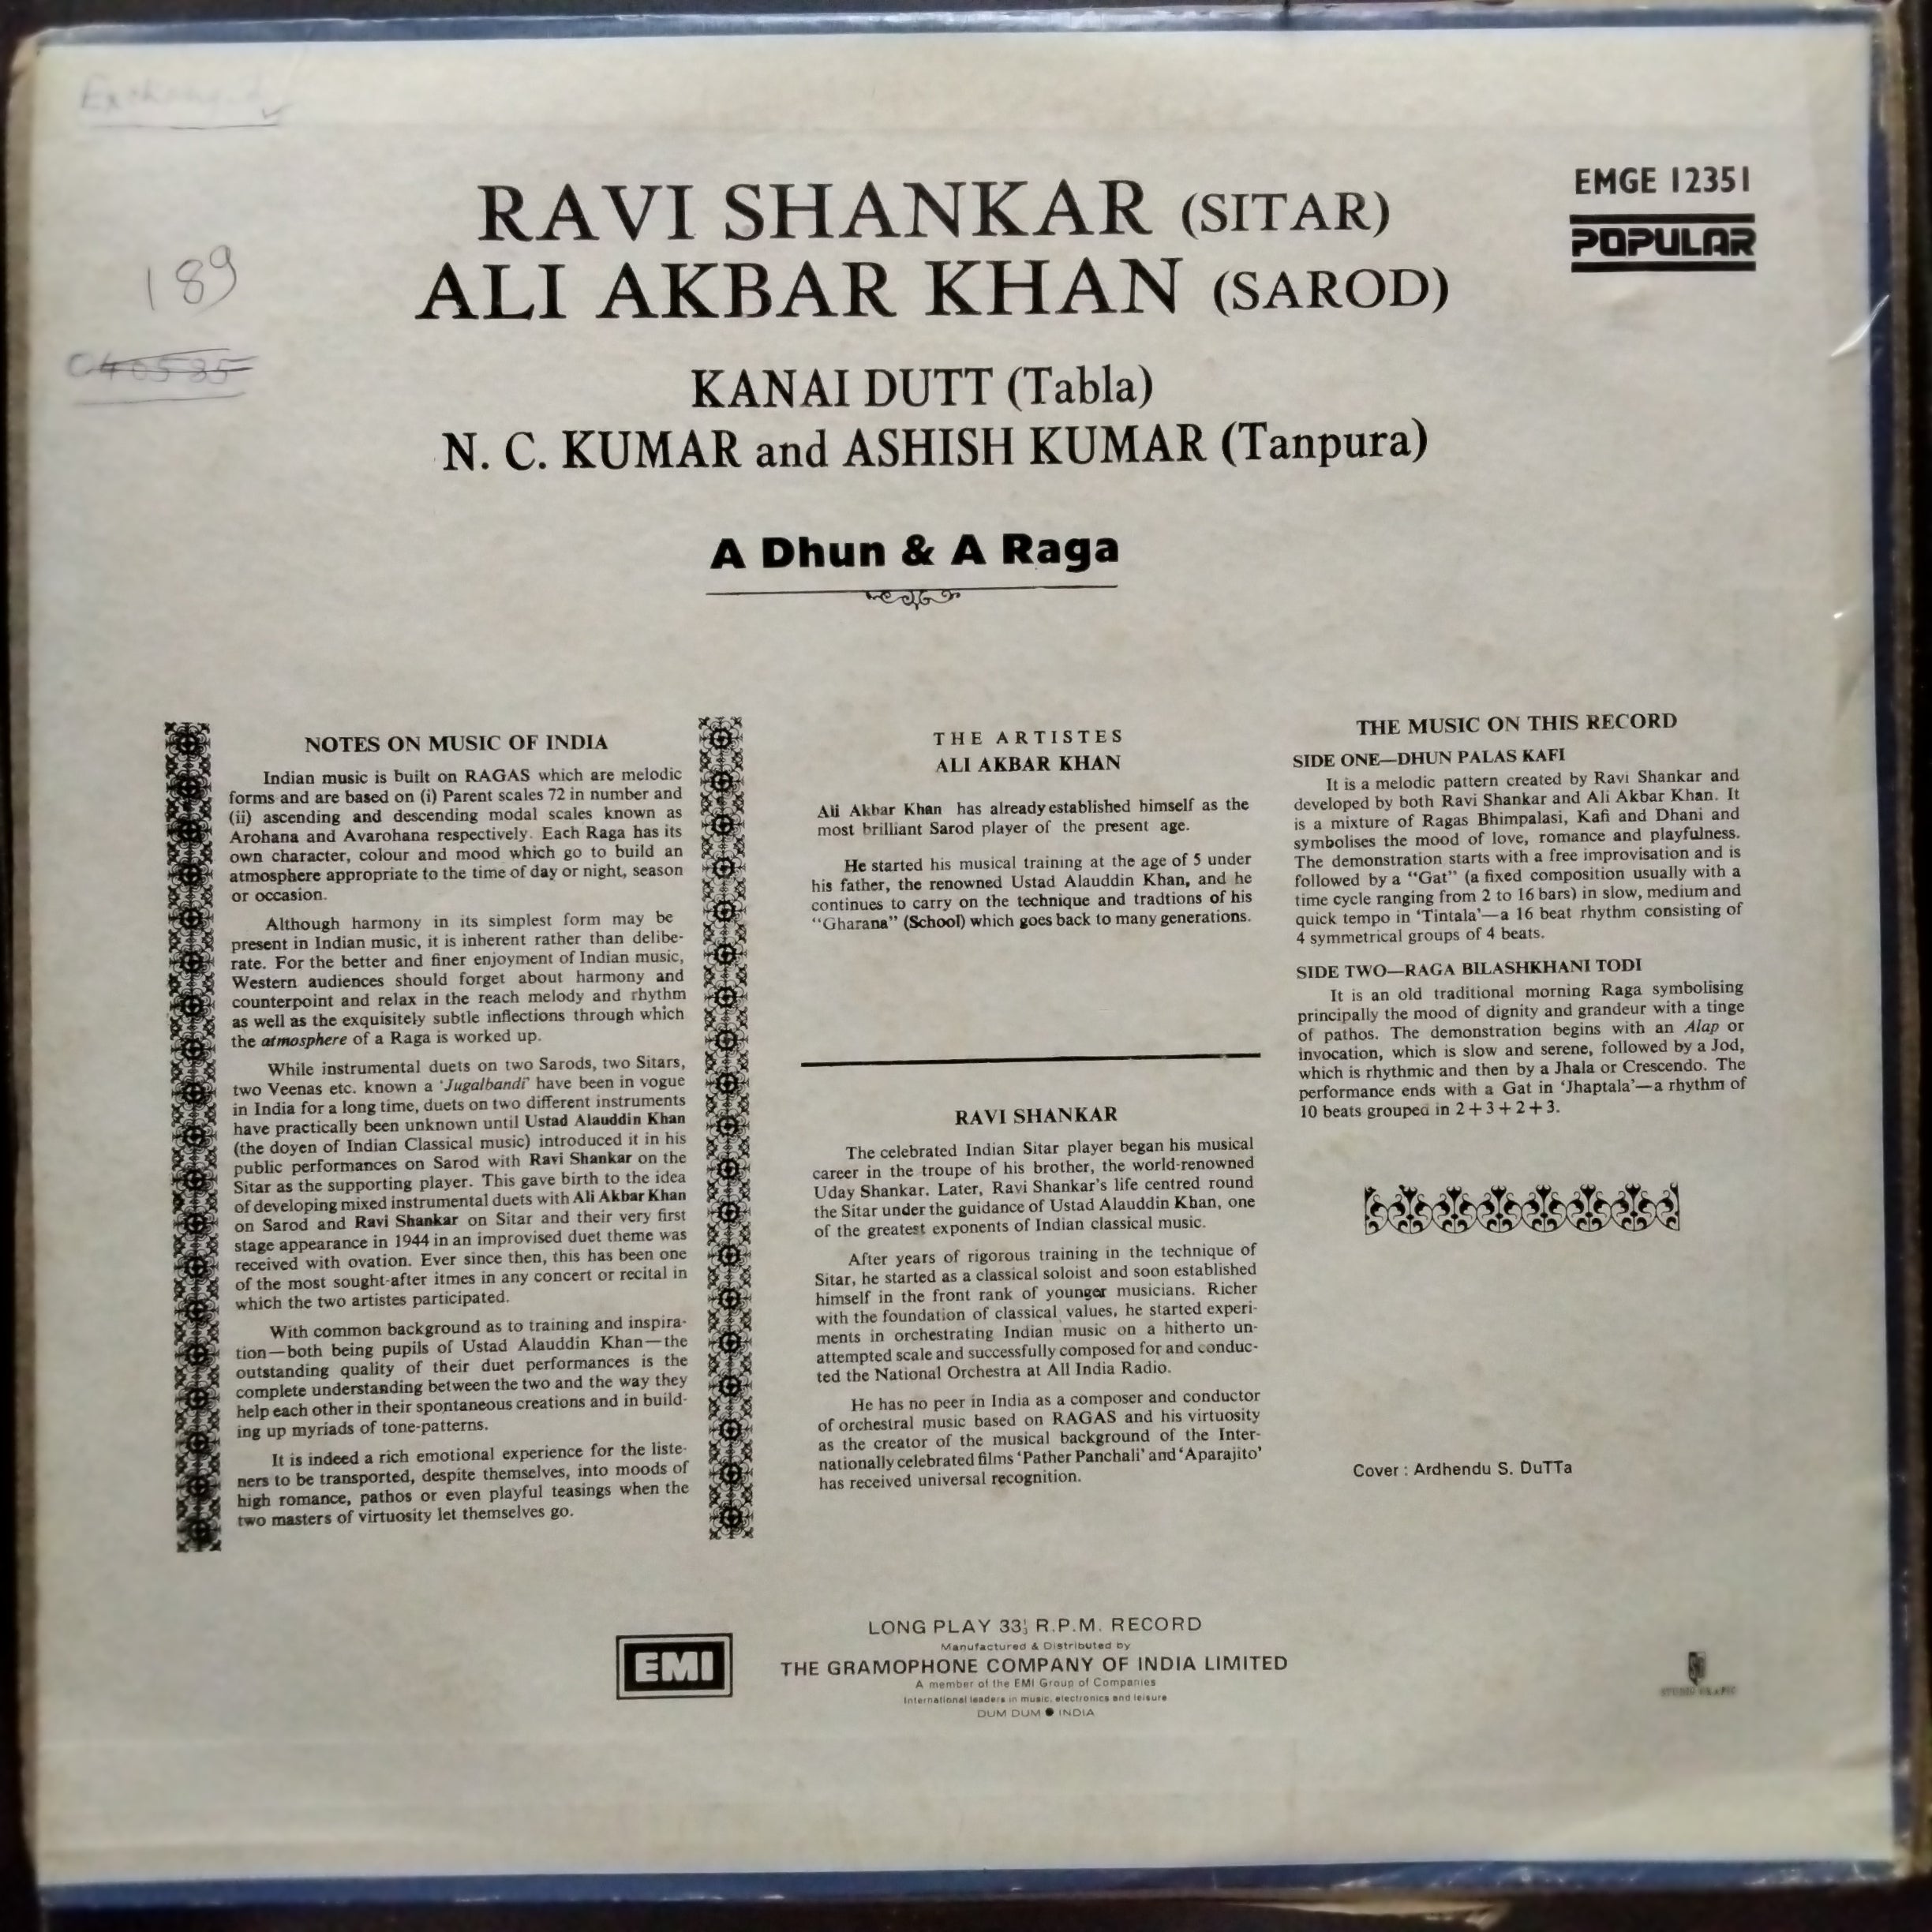 RAVI SHANKAR (SITAR)
ALI AKBAR KHAN (SAROD)
KANAI DUTT (Tabla)
N. C. KUMAR and ASHISH KUMAR (Tanpura)
EMGE 12351
POPULAR
189
A Dhun & A Raga
NOTES ON MUSIC OF INDIA
Indian music is built on RAGAS which are melodic
forms and are based on (i) Parent scales 72 in number and
(ii) ascending and descending modal scales known as
Arohana and Avarohana respectively. Each Raga has its
own character, colour and mood which go to build an
atmosphere appropriate to the time of day or night, season
or occasion.
Although harmony in its simplest form may be
present in Indian music, it is inherent rather than delibe-
rate. For the better and finer enjoyment of Indian music,
Western audiences should forget about harmony and
counterpoint and relax in the reach melody and rhythm
as well as the exquisitely subtle inflections through which
the atmosphere of a Raga is worked up.
While instrumental duets on two Sarods, two Sitars,
two Veenas etc. known a ‘Jugalbandi’ have been in vogue
in India for a long time, duets on two different instruments
have practically been unknown until Ustad Alauddin Khan
(the doyen of Indian Classical music) introduced it in his
public performances on Sarod with Ravi Shankar on the
Sitar as the supporting player. This gave birth to the idea
of developing mixed instrumental duets with Ali Akbar Khan
on Sarod and Ravi Shankar on Sitar and their very first
stage appearance in 1944 in an improvised duet theme was
received with ovation. Ever since then, this has been one
of the most sought-after itmes in any concert or recital in
which the two artistes participated.
With common background as to training and inspira-
tion—both being pupils of Ustad Alauddin Khan—the
outstanding quality of their duet performances is the
complete understanding between the two and the way they
help each other in their spontaneous creations and in build-
ing up myriads of tone-patterns.
It is indeed a rich emotional experience for the liste-
ners to be transported, despite themselves, into moods of
high romance, pathos or even playful teasings when the
two masters of virtuosity let themselves go.
THE ARTISTES
ALI AKBAR KHAN
Ali Akbar Khan has already established himself as the
most brilliant Sarod player of the present age.
He started his musical training at the age of 5 under
his father, the renowned Ustad Alauddin Khan, and he
continues to carry on the technique and tradtions of his
“Gharana” (School) which goes back to many generations.
RAVI SHANKAR
The celebrated Indian Sitar player began his musical
career in the troupe of his brother, the world-renowned
Uday Shankar. Later, Ravi Shankar's life centred round
the Sitar under the guidance of Ustad Alauddin Khan, one
of the greatest exponents of Indian classical music.
After years of rigorous training in the technique of
Sitar, he started as a classical soloist and soon established
himself in the front rank of younger musicians. Richer
with the foundation of classical values, he started experi-
ments in orchestrating Indian music on a hitherto un-
attempted scale and successfully composed for and conduc-
ted the National Orchestra at All India Radio.
He has no peer in India as a composer and conductor
of orchestral music based on RAGAS and his virtuosity
as the creator of the musical background of the Inter-
nationally celebrated films ‘Pather Panchali’ and ‘Aparajito’
has received universal recognition.
THE MUSIC ON THIS RECORD
SIDE ONE—DHUN PALAS KAFI
It is a melodic pattern created by Ravi Shankar and
developed by both Ravi Shankar and Ali Akbar Khan. It
is a mixture of Ragas Bhimpalasi, Kafi and Dhani and
symbolises the mood of love, romance and playfulness.
The demonstration starts with a free improvisation and is
followed by a “Gat” (a fixed composition usually with a
time cycle ranging from 2 to 16 bars) in slow, medium and
quick tempo in ‘Tintala’—a 16 beat rhythm consisting of
4 symmetrical groups of 4 beats.
SIDE TWO—RAGA BILASHKHANI TODI
It is an old traditional morning Raga symbolising
principally the mood of dignity and grandeur with a tinge
of pathos. The demonstration begins with an Alap or
invocation, which is slow and serene, followed by a Jod,
which is rhythmic and then by a Jhala or Crescendo. The
performance ends with a Gat in ‘Jhaptala’—a rhythm of
10 beats grouped in 2+3+2+3.
Cover : Ardhendu S. DuTTa
EMI
LONG PLAY 33⅓ R.P.M. RECORD
Manufactured & Distributed by
THE GRAMOPHONE COMPANY OF INDIA LIMITED
A member of the EMI Group of Companies
International leaders in music, electronics and leisure
DUM DUM ● INDIA